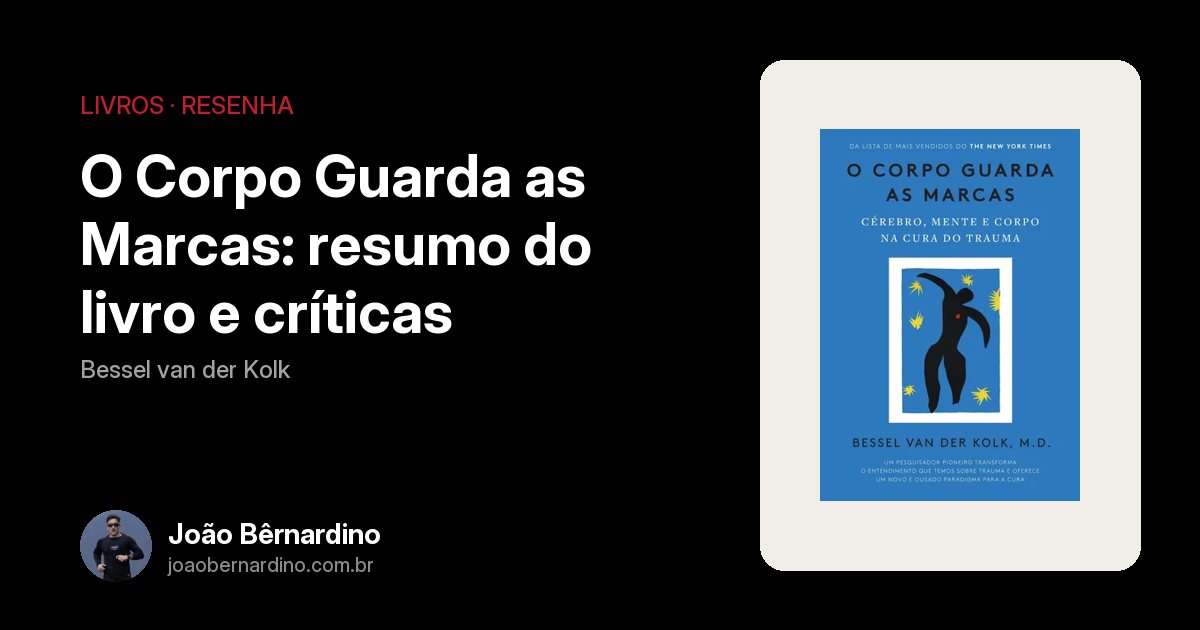 LIVROS · RESENHA
O Corpo Guarda as
Marcas: resumo do
livro e críticas
Bessel van der Kolk
João Bêrnardino
joaobernardino.com.br
DA LISTA DE MAIS VENDIDOS DO THE NEW YORK TIMES
O CORPO GUARDA
AS MARCAS
CÉREBRO, MENTE E CORPO
NA CURA DO TRAUMA
BESSEL VAN DER KOLK, M.D.
UM PESQUISADOR PIONEIRO TRANSFORMA
O ENTENDIMENTO QUE TEMOS SOBRE TRAUMA E OFERECE
UM NOVO E OUSADO PARADIGMA PARA A CURA